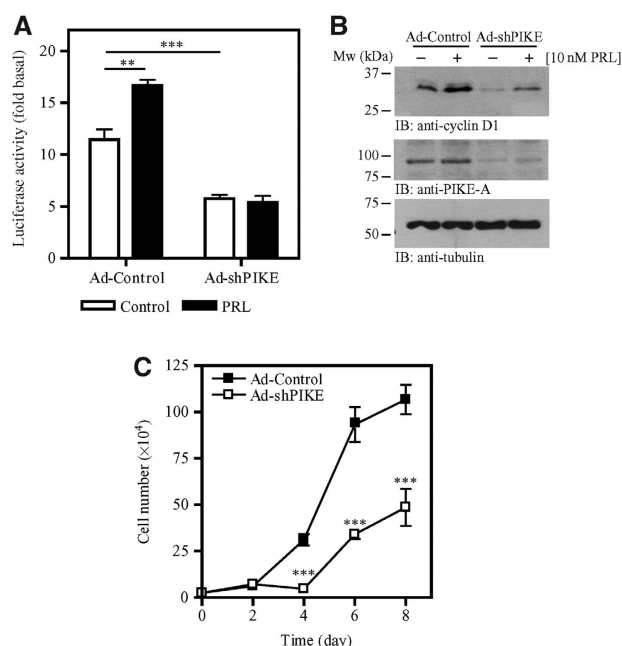 A
Luciferase activity (fold basal)
20
15
10
5
0
***
**
Ad-Control Ad-shPIKE
Control PRL
B
Ad-Control Ad-shPIKE
Mw (kDa) – + – + [10 nM PRL]
37
25
IB: anti-cyclin D1
100
75
IB: anti-PIKE-A
75
50
IB: anti-tubulin
C
Cell number (×10⁴)
125
100
75
50
25
0
Ad-Control
Ad-shPIKE
***
***
***
0 2 4 6 8
Time (day)